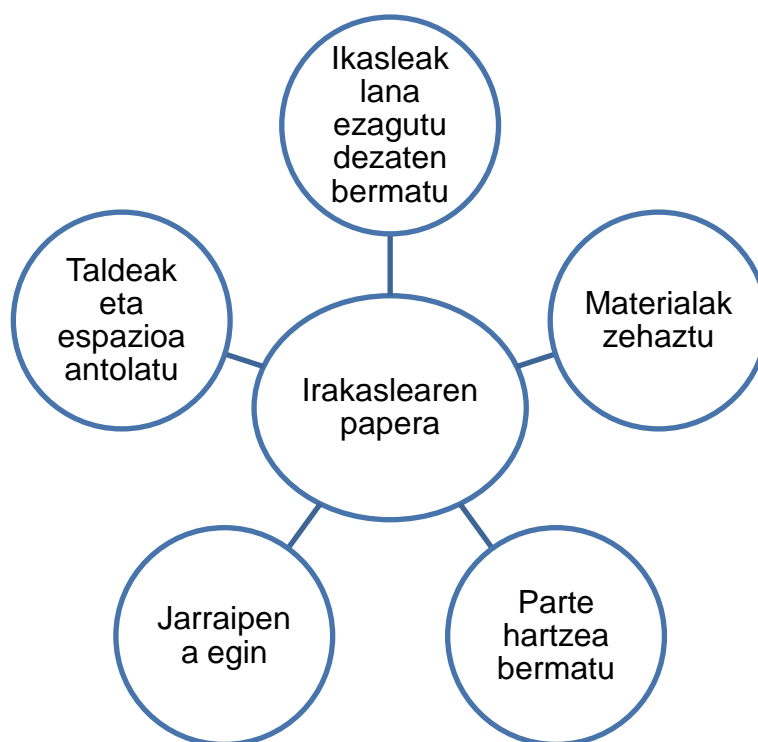 Ikasleak
lana
ezagutu
dezaten
bermatu
Taldeak
eta
espazioa
antolatu
Materialak
zehaztu
Irakaslearen
papera
Jarraipen
a egin
Parte
hartzea
bermatu